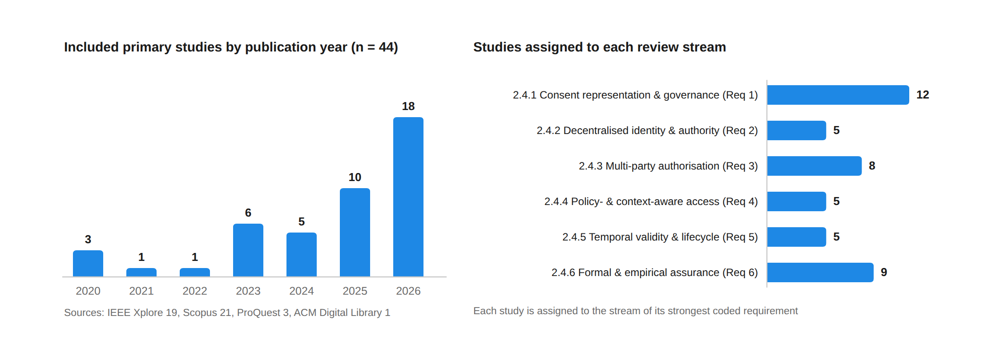 Included primary studies by publication year (n = 44)
18
10
6
5
3
1
1
2020 2021 2022 2023 2024 2025 2026
Sources: IEEE Xplore 19, Scopus 21, ProQuest 3, ACM Digital Library 1
Studies assigned to each review stream
2.4.1 Consent representation & governance (Req 1) 12
2.4.2 Decentralised identity & authority (Req 2) 5
2.4.3 Multi-party authorisation (Req 3) 8
2.4.4 Policy- & context-aware access (Req 4) 5
2.4.5 Temporal validity & lifecycle (Req 5) 5
2.4.6 Formal & empirical assurance (Req 6) 9
Each study is assigned to the stream of its strongest coded requirement